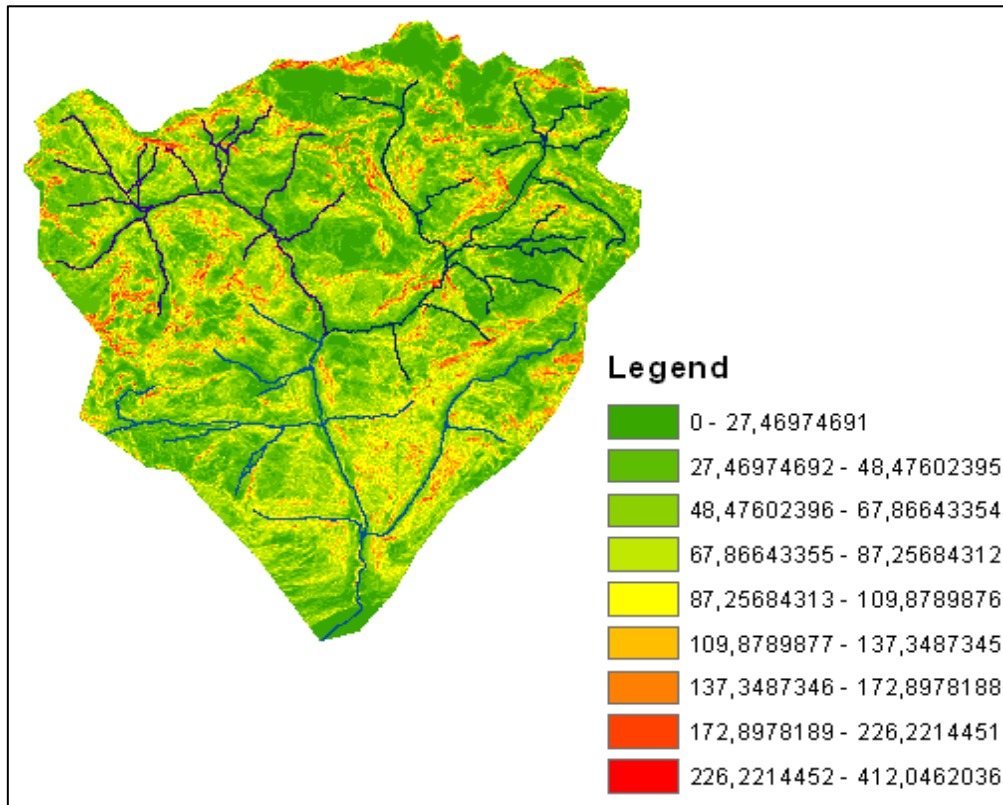 Legend
0 - 27,46974691
27,46974692 - 48,47602395
48,47602396 - 67,86643354
67,86643355 - 87,25684312
87,25684313 - 109,8789876
109,8789877 - 137,3487345
137,3487346 - 172,8978188
172,8978189 - 226,2214451
226,2214452 - 412,0462036